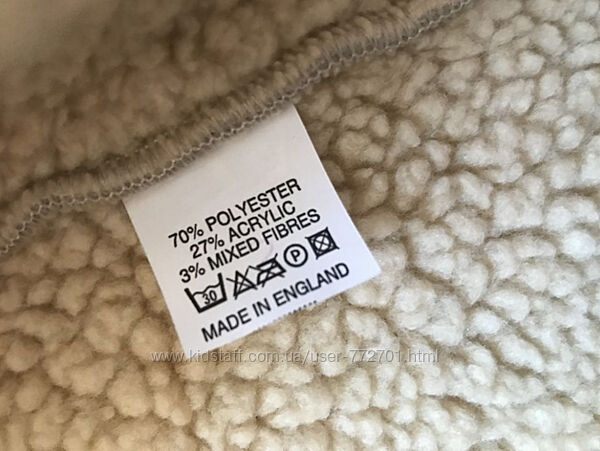 70% POLYESTER
27% ACRYLIC
3% MIXED FIBRES
30 P
MADE IN ENGLAND
www.kidstaff.com.ua/user-772701.html